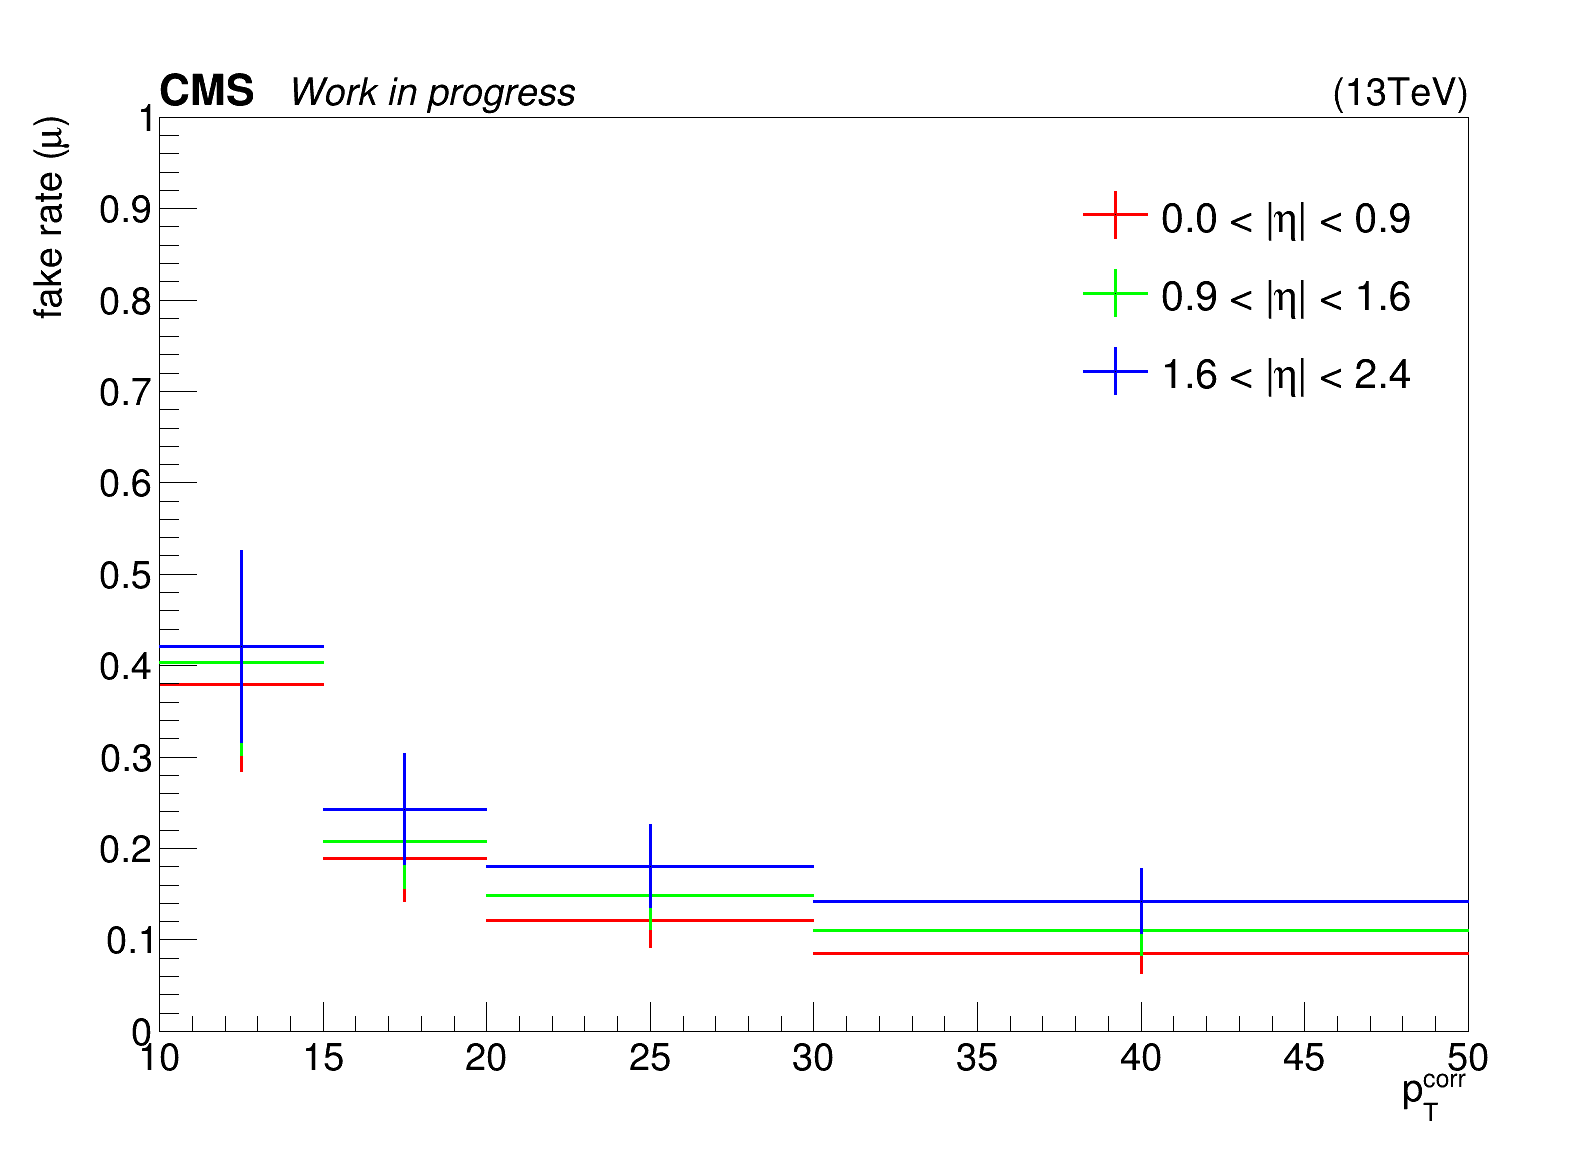 CMS Work in progress (13TeV)
fake rate (μ)
1
0.9
0.8
0.7
0.6
0.5
0.4
0.3
0.2
0.1
0
0.0 < |η| < 0.9
0.9 < |η| < 1.6
1.6 < |η| < 2.4
10 15 20 25 30 35 40 45 50
p_T^corr